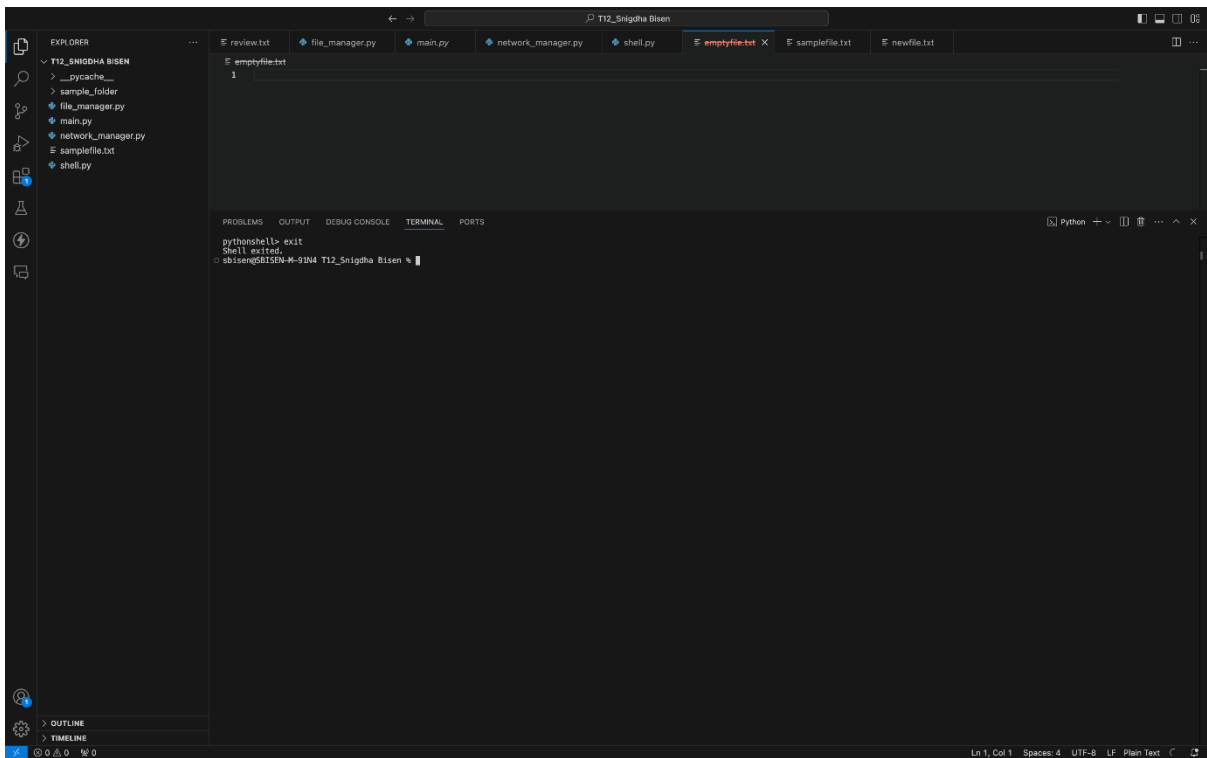 T12_Snigdha Bisen
EXPLORER
review.txt
file_manager.py
main.py
network_manager.py
shell.py
emptyfile.txt
samplefile.txt
newfile.txt
T12_SNIGDHA BISEN
__pycache__
sample_folder
file_manager.py
main.py
network_manager.py
samplefile.txt
shell.py
emptyfile.txt
1
PROBLEMS OUTPUT DEBUG CONSOLE TERMINAL PORTS
Python
pythonshell> exit
Shell exited.
sbisen@SBISEN-M-91N4 T12_Snigdha Bisen %
1
1
OUTLINE
TIMELINE
0 0 0
Ln 1, Col 1 Spaces: 4 UTF-8 LF Plain Text